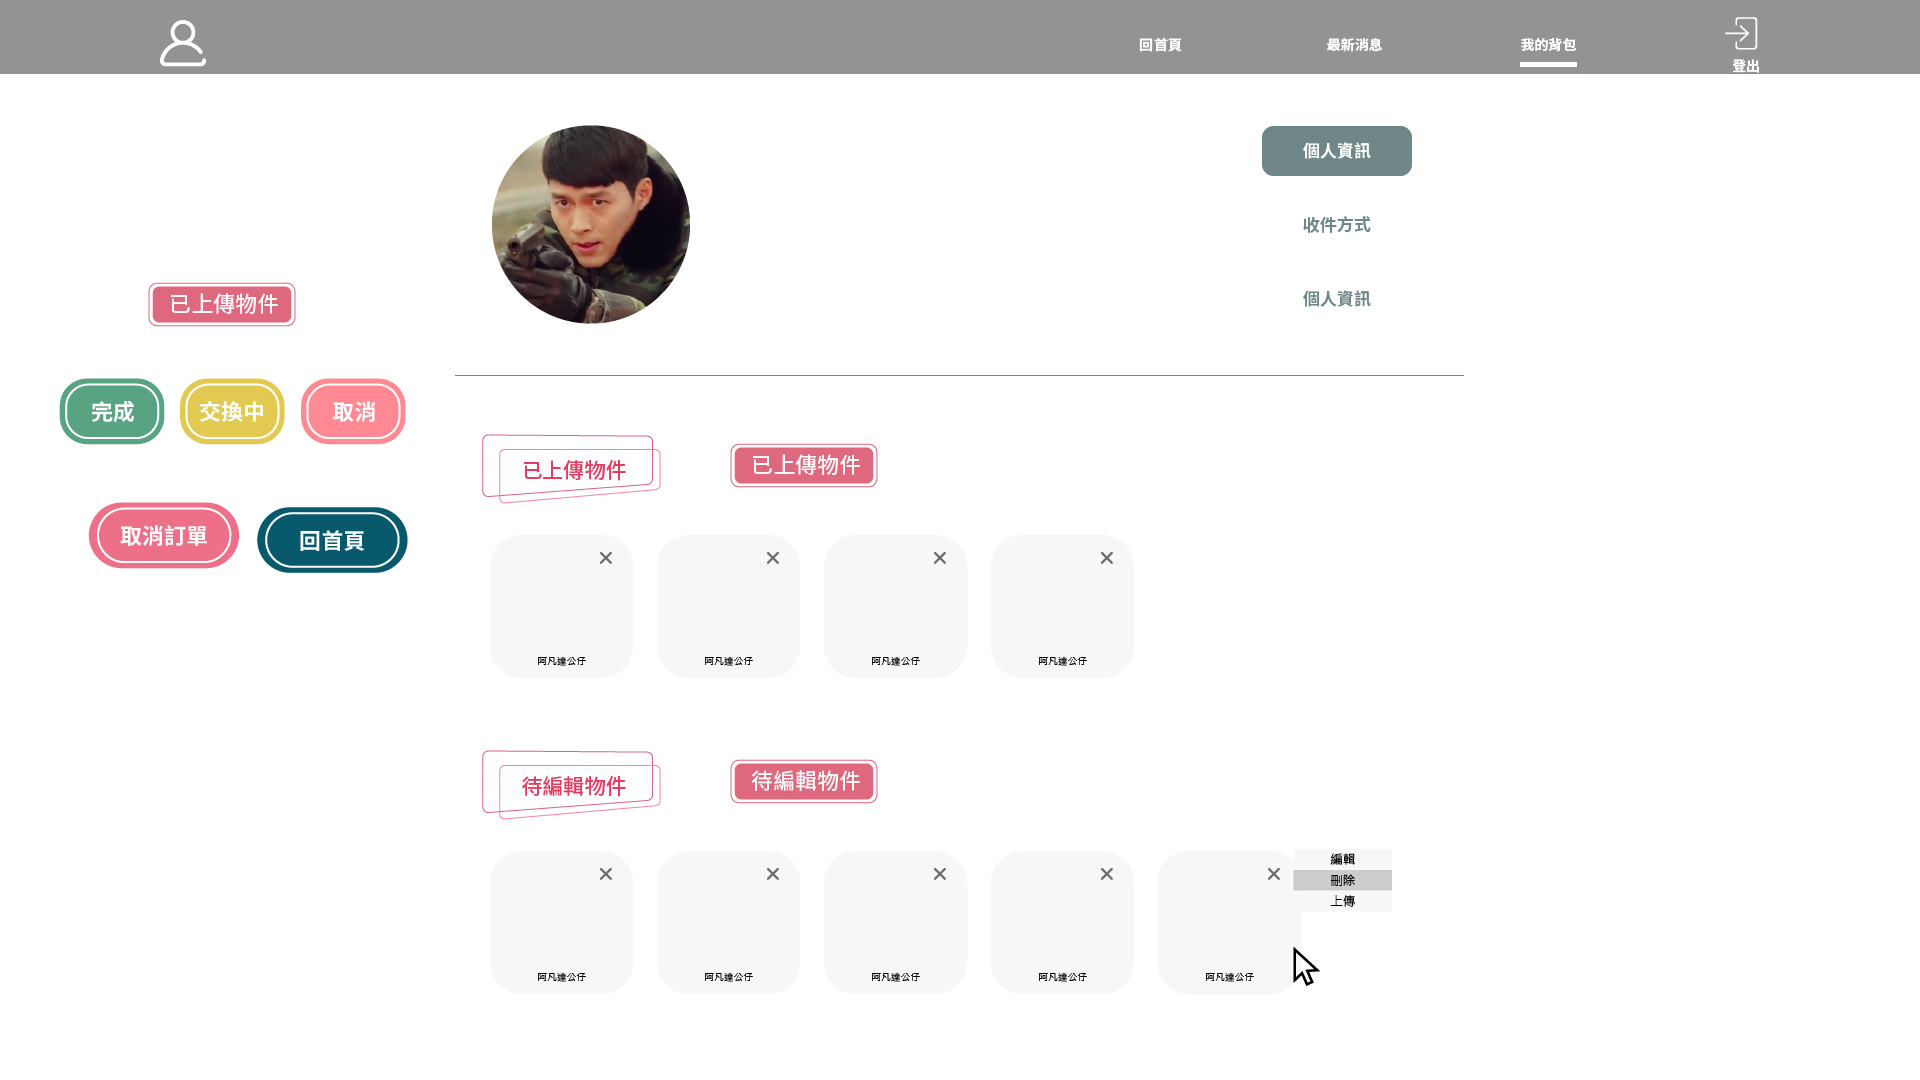 回首頁
最新消息
我的背包
登出
個人資訊
收件方式
個人資訊
已上傳物件
完成
交換中
取消
取消訂單
回首頁
已上傳物件
已上傳物件
阿凡達公仔
阿凡達公仔
阿凡達公仔
阿凡達公仔
待編輯物件
待編輯物件
編輯
刪除
上傳
阿凡達公仔
阿凡達公仔
阿凡達公仔
阿凡達公仔
阿凡達公仔